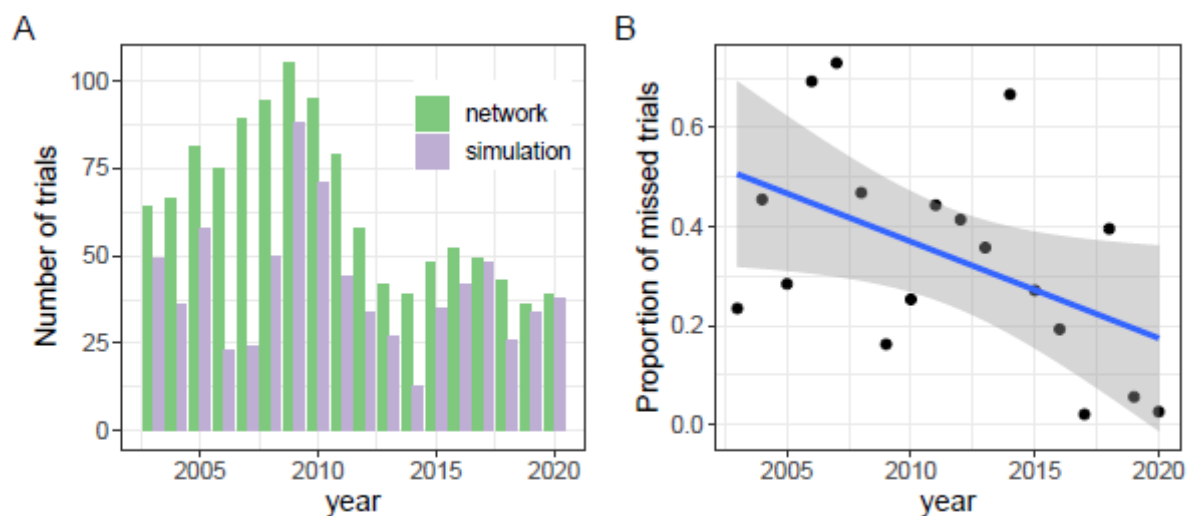 A
Number of trials
100
75
50
25
0
network
simulation
2005
2010
2015
2020
year
B
Proportion of missed trials
0.6
0.4
0.2
0.0
2005
2010
2015
2020
year